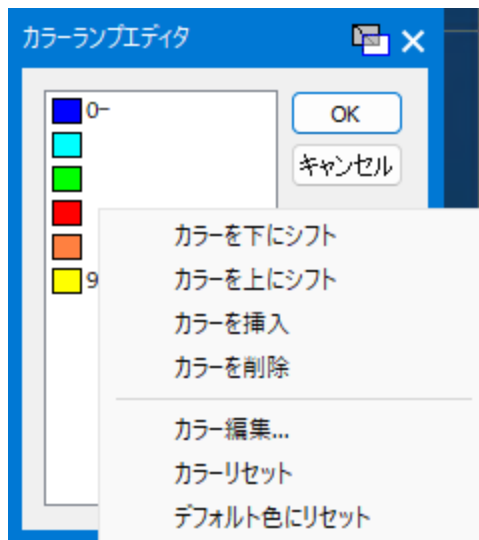 カラーランプエディタ
0-
OK
キャンセル
9
カラーを下にシフト
カラーを上にシフト
カラーを挿入
カラーを削除
カラー編集...
カラーリセット
デフォルト色にリセット